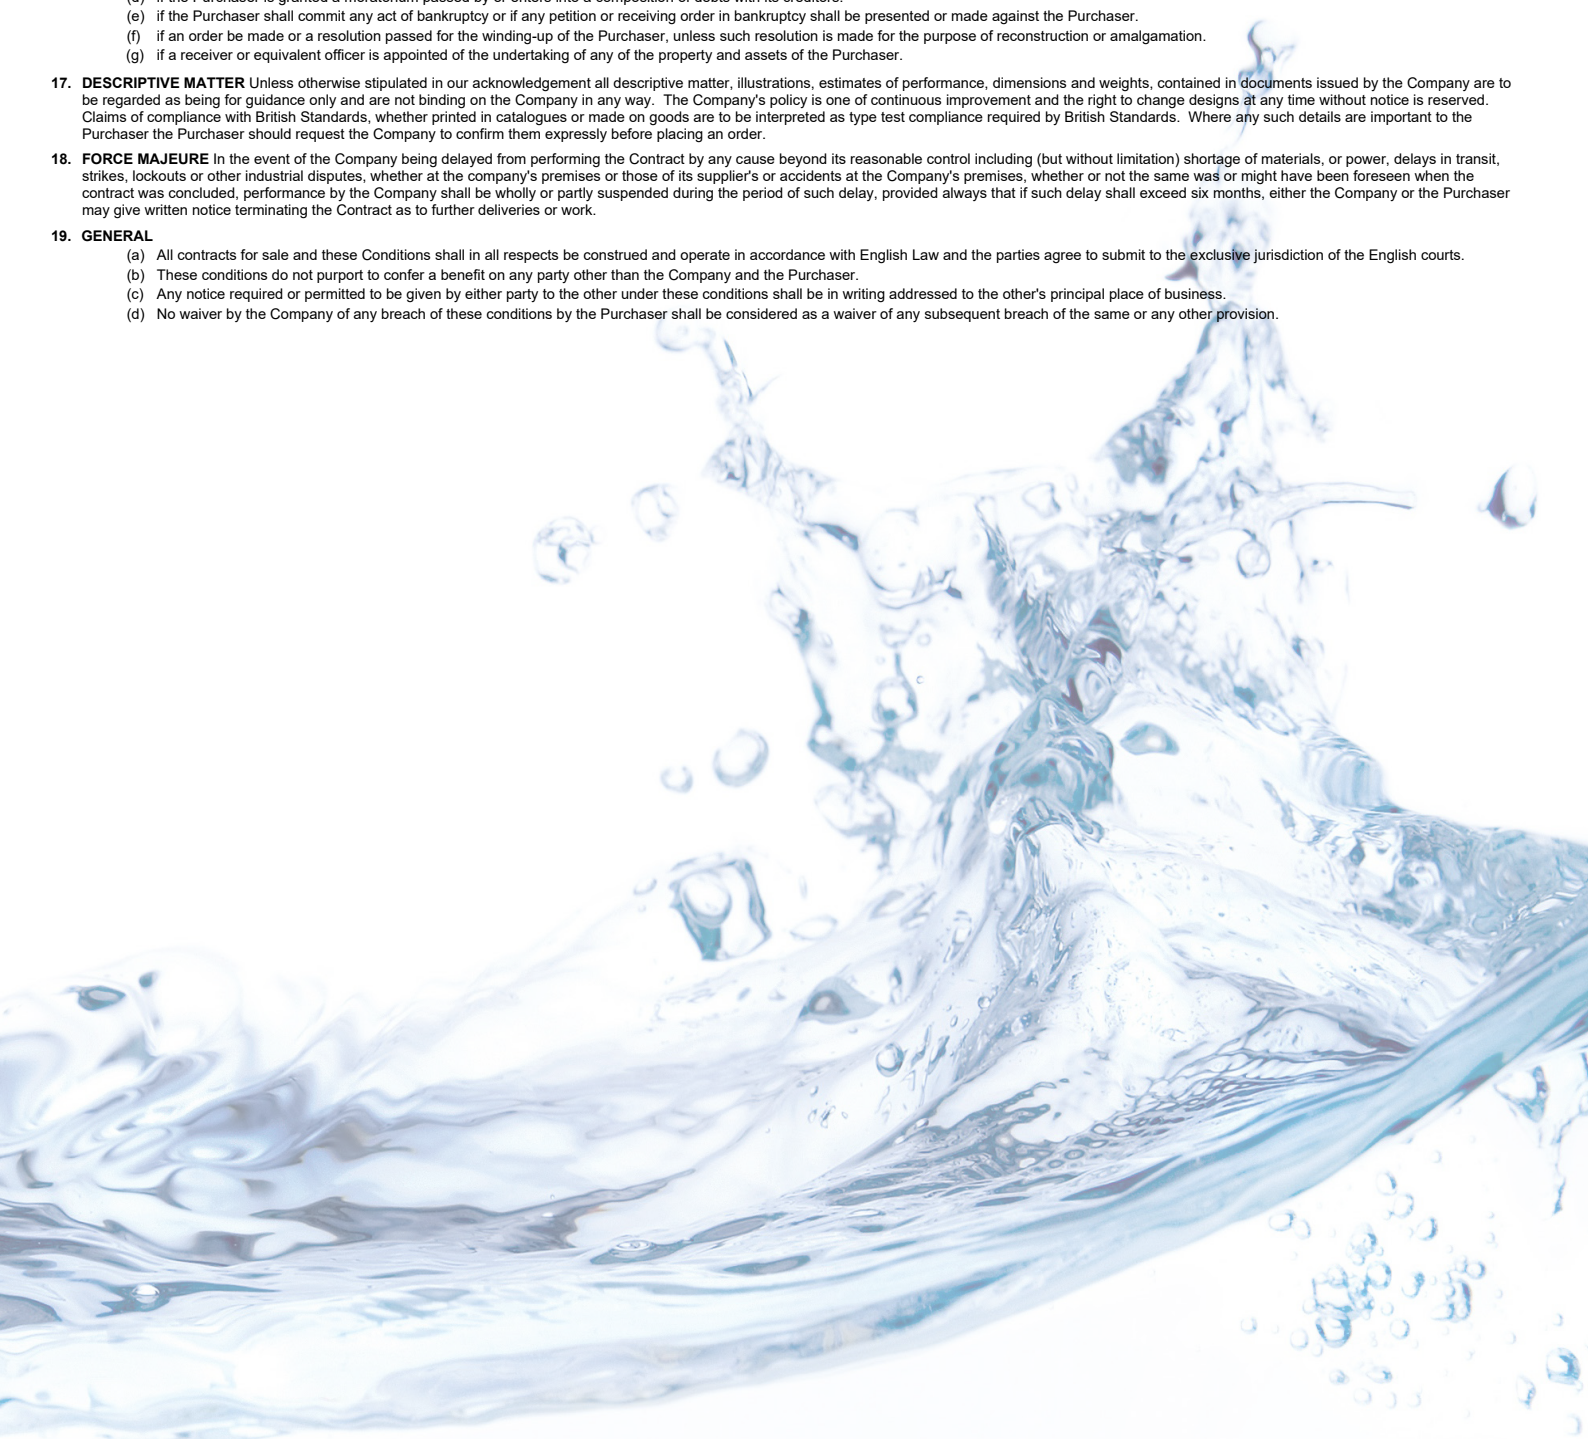 (d) if the Purchaser is granted a moratorium passed by or enters into a composition of debts with its creditors.
(e) if the Purchaser shall commit any act of bankruptcy or if any petition or receiving order in bankruptcy shall be presented or made against the Purchaser.
(f) if an order be made or a resolution passed for the winding-up of the Purchaser, unless such resolution is made for the purpose of reconstruction or amalgamation.
(g) if a receiver or equivalent officer is appointed of the undertaking of any of the property and assets of the Purchaser.
17. DESCRIPTIVE MATTER Unless otherwise stipulated in our acknowledgement all descriptive matter, illustrations, estimates of performance, dimensions and weights, contained in documents issued by the Company are to
be regarded as being for guidance only and are not binding on the Company in any way. The Company's policy is one of continuous improvement and the right to change designs at any time without notice is reserved.
Claims of compliance with British Standards, whether printed in catalogues or made on goods are to be interpreted as type test compliance required by British Standards. Where any such details are important to the
Purchaser the Purchaser should request the Company to confirm them expressly before placing an order.
18. FORCE MAJEURE In the event of the Company being delayed from performing the Contract by any cause beyond its reasonable control including (but without limitation) shortage of materials, or power, delays in transit,
strikes, lockouts or other industrial disputes, whether at the company's premises or those of its supplier's or accidents at the Company's premises, whether or not the same was or might have been foreseen when the
contract was concluded, performance by the Company shall be wholly or partly suspended during the period of such delay, provided always that if such delay shall exceed six months, either the Company or the Purchaser
may give written notice terminating the Contract as to further deliveries or work.
19. GENERAL
(a) All contracts for sale and these Conditions shall in all respects be construed and operate in accordance with English Law and the parties agree to submit to the exclusive jurisdiction of the English courts.
(b) These conditions do not purport to confer a benefit on any party other than the Company and the Purchaser.
(c) Any notice required or permitted to be given by either party to the other under these conditions shall be in writing addressed to the other's principal place of business.
(d) No waiver by the Company of any breach of these conditions by the Purchaser shall be considered as a waiver of any subsequent breach of the same or any other provision.